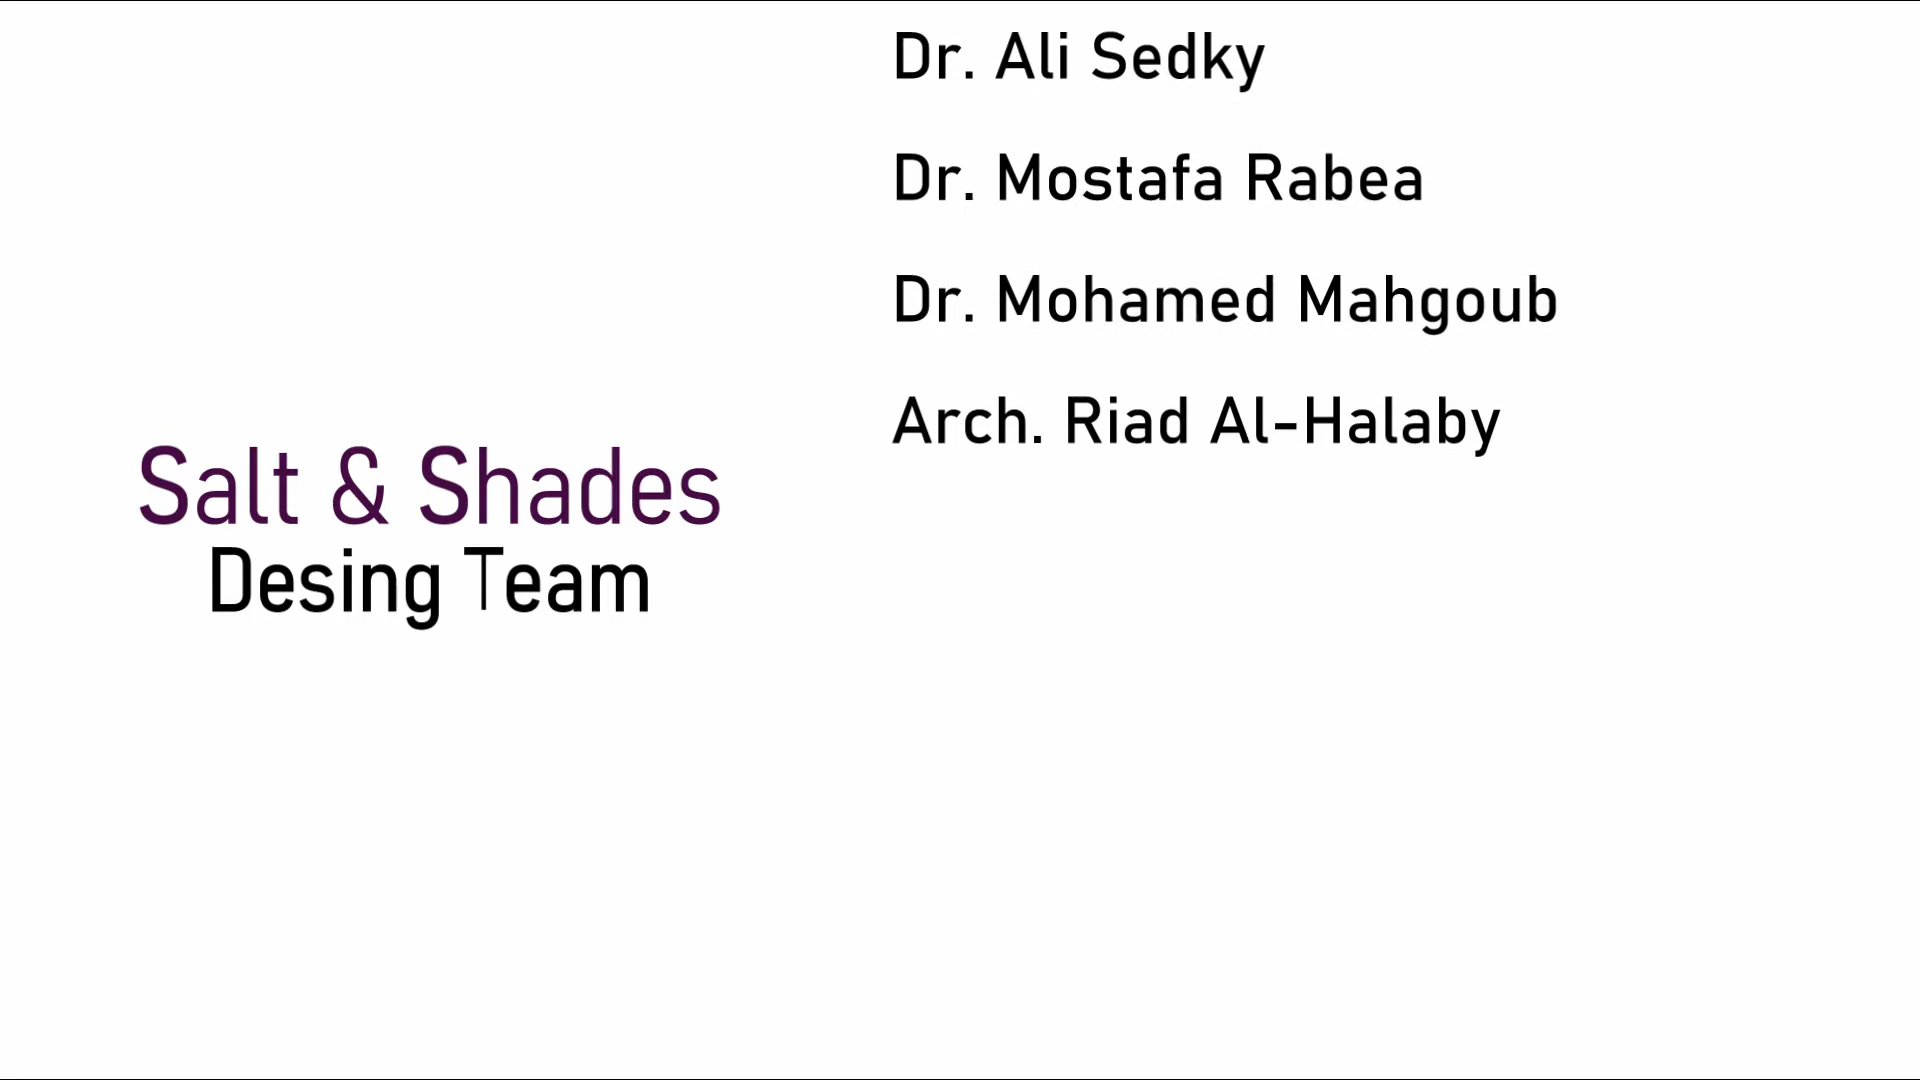 Salt & Shades
Desing Team
Dr. Ali Sedky
Dr. Mostafa Rabea
Dr. Mohamed Mahgoub
Arch. Riad Al-Halaby